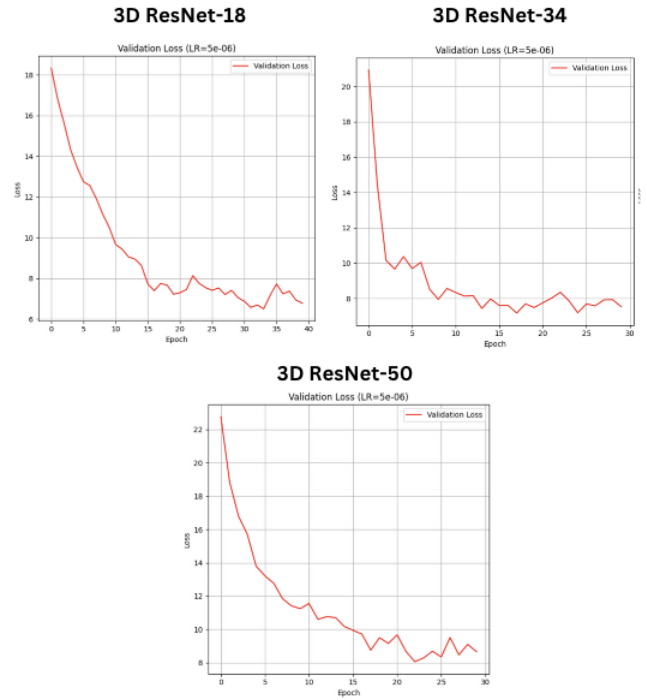 3D ResNet-18
Validation Loss (LR=5e-06)
Validation Loss
18
16
14
12
10
8
6
Loss
0 5 10 15 20 25 30 35 40
Epoch
3D ResNet-34
Validation Loss (LR=5e-06)
Validation Loss
20
18
16
14
12
10
8
Loss
0 5 10 15 20 25 30
Epoch
3D ResNet-50
Validation Loss (LR=5e-06)
Validation Loss
22
20
18
16
14
12
10
8
Loss
0 5 10 15 20 25 30
Epoch